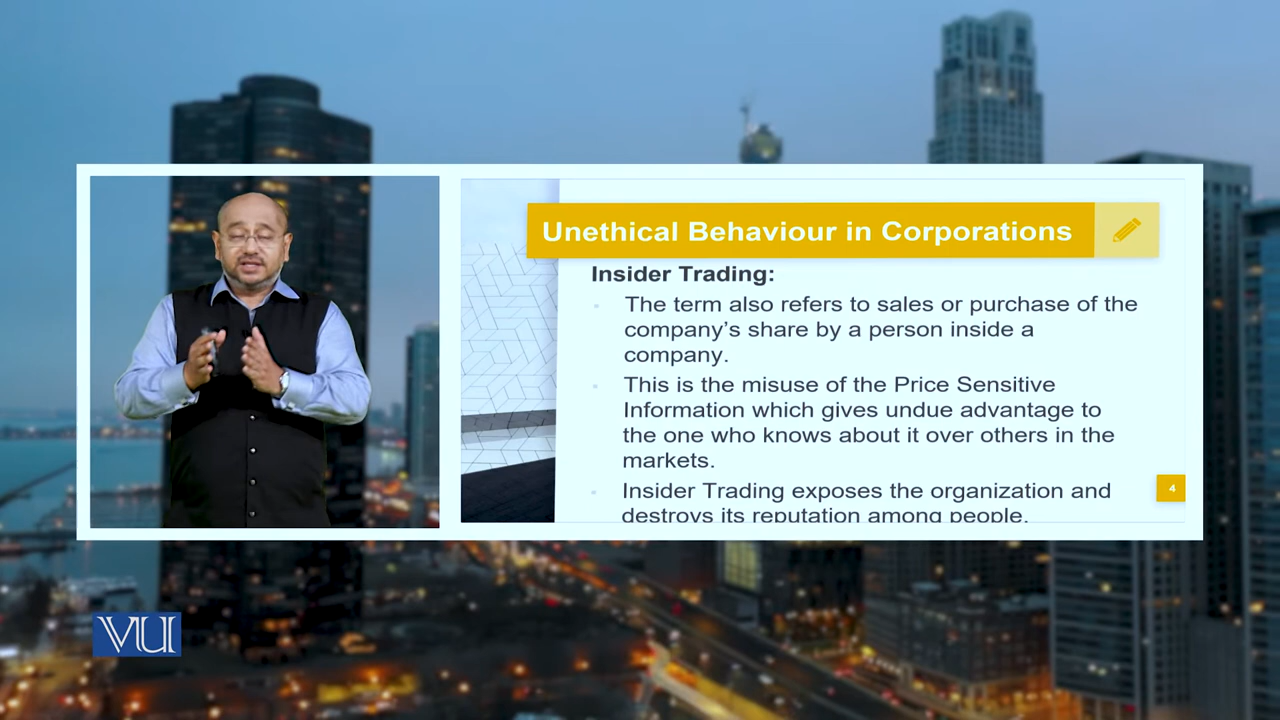 Unethical Behaviour in Corporations
Insider Trading:
The term also refers to sales or purchase of the
company's share by a person inside a
company.
This is the misuse of the Price Sensitive
Information which gives undue advantage to
the one who knows about it over others in the
markets.
Insider Trading exposes the organization and
destroys its reputation among people.
4
VU